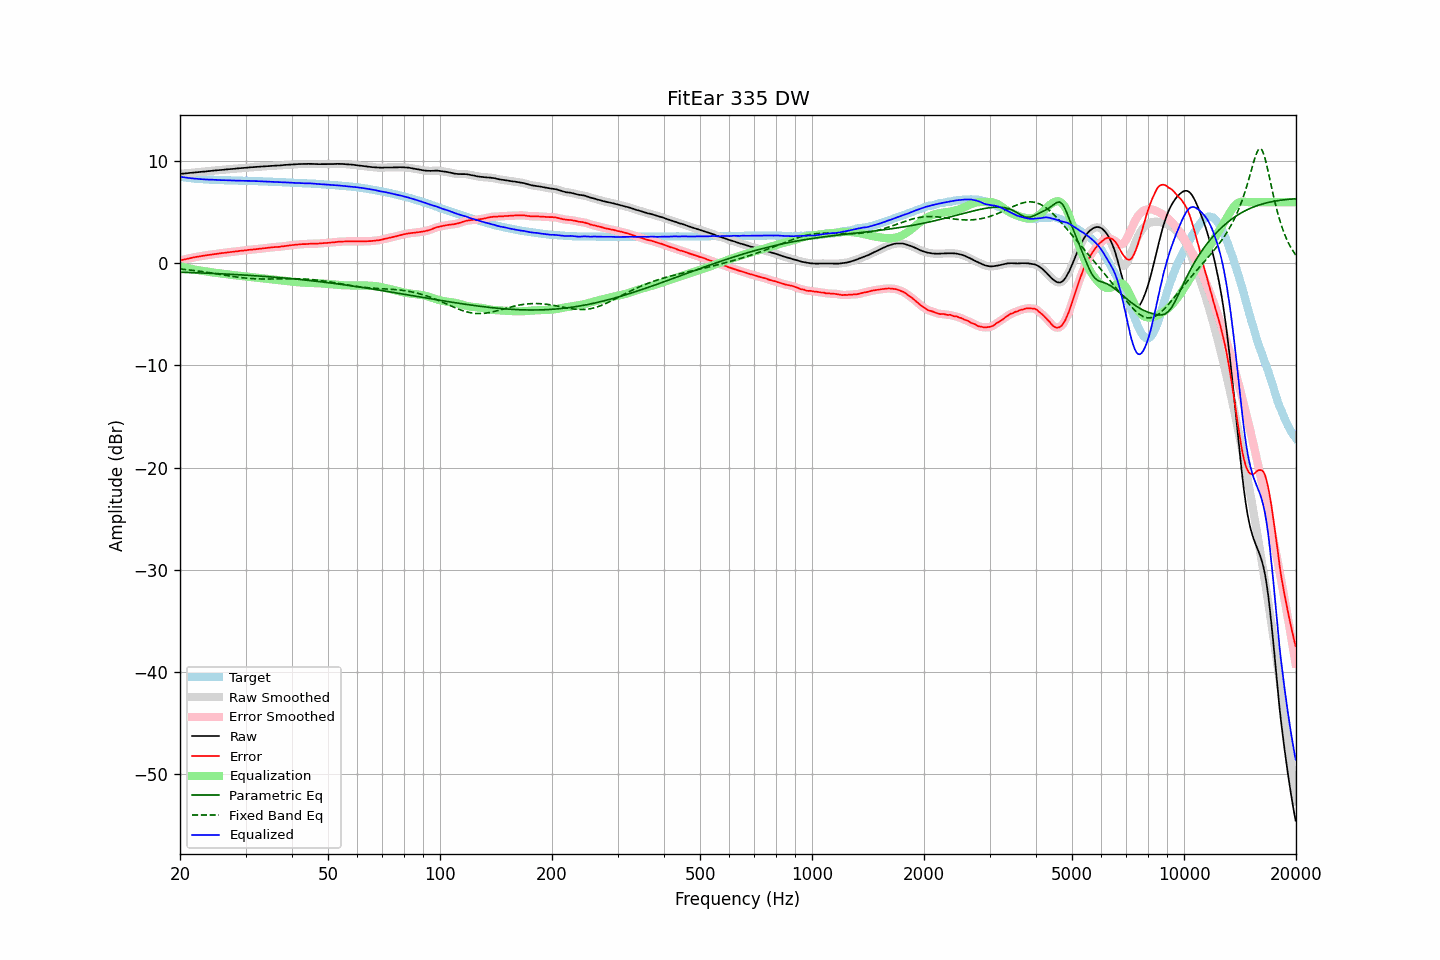 FitEar 335 DW
Amplitude (dBr)
10
0
−10
−20
−30
−40
−50
Target
Raw Smoothed
Error Smoothed
Raw
Error
Equalization
Parametric Eq
Fixed Band Eq
Equalized
20 50 100 200 500 1000 2000 5000 10000 20000
Frequency (Hz)